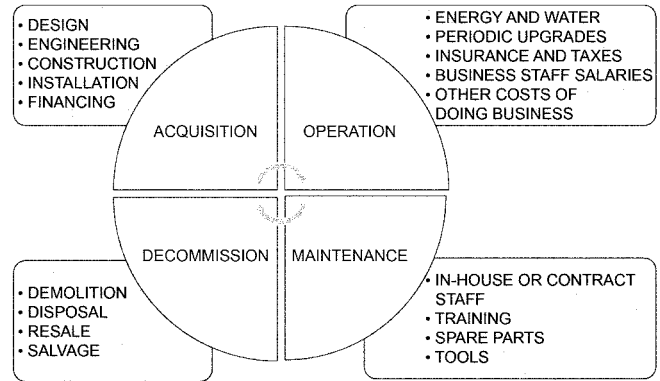 • DESIGN
• ENGINEERING
• CONSTRUCTION
• INSTALLATION
• FINANCING
• ENERGY AND WATER
• PERIODIC UPGRADES
• INSURANCE AND TAXES
• BUSINESS STAFF SALARIES
• OTHER COSTS OF
DOING BUSINESS
ACQUISITION
OPERATION
DECOMMISSION
MAINTENANCE
• DEMOLITION
• DISPOSAL
• RESALE
• SALVAGE
• IN-HOUSE OR CONTRACT
STAFF
• TRAINING
• SPARE PARTS
• TOOLS